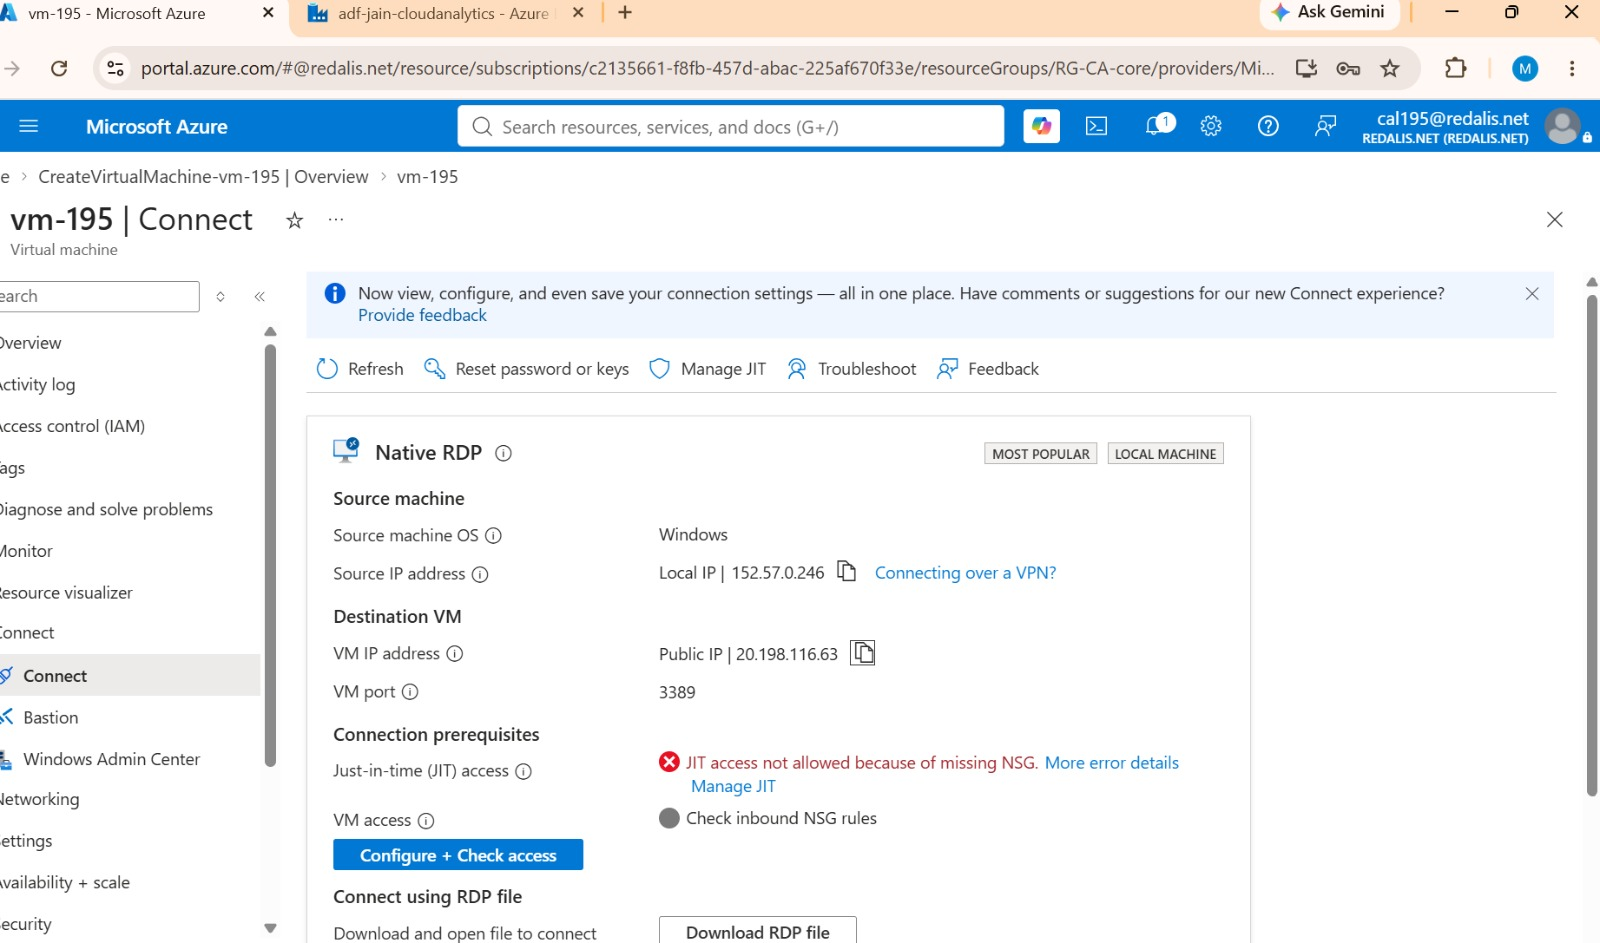 vm-195 - Microsoft Azure
adf-jain-cloudanalytics - Azure
Ask Gemini
portal.azure.com/#@redalis.net/resource/subscriptions/c2135661-f8fb-457d-abac-225af670f33e/resourceGroups/RG-CA-core/providers/Mi...
M
Microsoft Azure
Search resources, services, and docs (G+/)
1
cal195@redalis.net
REDALIS.NET (REDALIS.NET)
e > CreateVirtualMachine-vm-195 | Overview > vm-195
vm-195 | Connect
Virtual machine
earch
Now view, configure, and even save your connection settings — all in one place. Have comments or suggestions for our new Connect experience?
Provide feedback
Overview
Activity log
Access control (IAM)
Tags
Diagnose and solve problems
Monitor
Resource visualizer
Connect
Connect
Bastion
Windows Admin Center
Networking
Settings
Availability + scale
Security
Refresh
Reset password or keys
Manage JIT
Troubleshoot
Feedback
Native RDP
MOST POPULAR
LOCAL MACHINE
Source machine
Source machine OS
Windows
Source IP address
Local IP | 152.57.0.246
Connecting over a VPN?
Destination VM
VM IP address
Public IP | 20.198.116.63
VM port
3389
Connection prerequisites
Just-in-time (JIT) access
JIT access not allowed because of missing NSG. More error details
Manage JIT
VM access
Check inbound NSG rules
Configure + Check access
Connect using RDP file
Download and open file to connect
Download RDP file